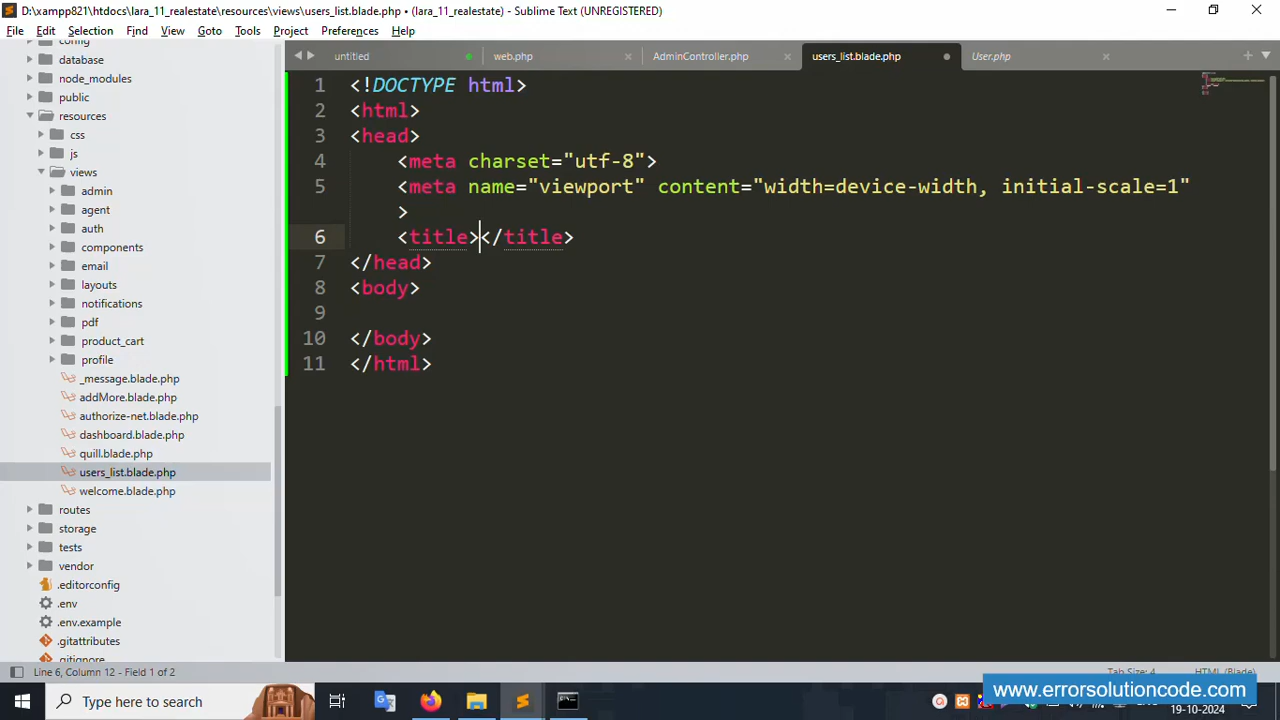 D:\xampp821\htdocs\lara_11_realestate\resources\views\users_list.blade.php • (lara_11_realestate) - Sublime Text (UNREGISTERED)
File Edit Selection Find View Goto Tools Project Preferences Help
untitled web.php AdminController.php users_list.blade.php User.php
config
database
node_modules
public
resources
css
js
views
admin
agent
auth
components
email
layouts
notifications
pdf
product_cart
profile
_message.blade.php
addMore.blade.php
authorize-net.blade.php
dashboard.blade.php
quill.blade.php
users_list.blade.php
welcome.blade.php
routes
storage
tests
vendor
.editorconfig
.env
.env.example
.gitattributes
.gitignore
1 <!DOCTYPE html>
2 <html>
3 <head>
4 <meta charset="utf-8">
5 <meta name="viewport" content="width=device-width, initial-scale=1"
>
6 <title></title>
7 </head>
8 <body>
9
10 </body>
11 </html>
Line 6, Column 12 - Field 1 of 2
Tab Size: 4 HTML (Blade)
Type here to search
www.errorsolutioncode.com
19-10-2024